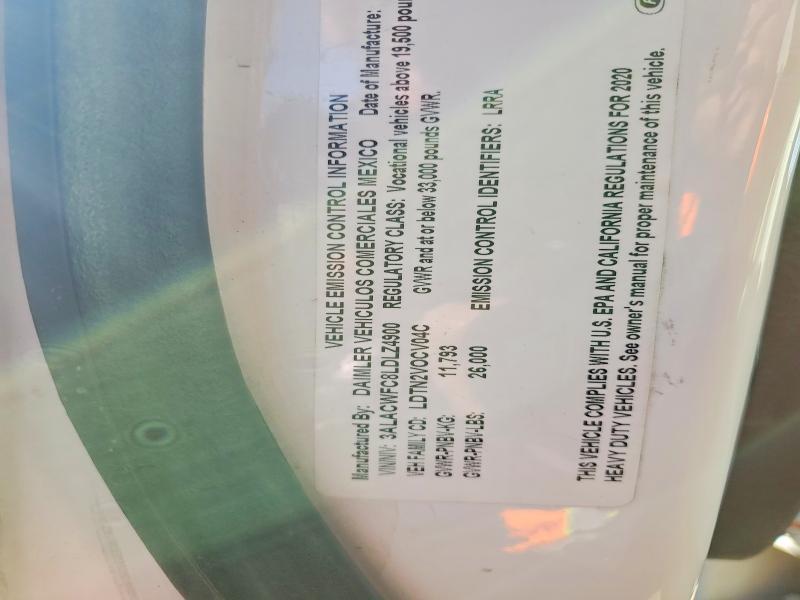 VEHICLE EMISSION CONTROL INFORMATION
Manufactured By: DAIMLER VEHICULOS COMERCIALES MEXICO Date of Manufacture:
VIN/NIV: 3ALACWFC8LDLZ4900 REGULATORY CLASS: Vocational vehicles above 19,500 pou
VEH FAMILY CD: LDTN2VOCV04C GVWR and at or below 33,000 pounds GVWR.
GVWR-PNBV-KG: 11,793
GVWR-PNBV-LBS: 26,000 EMISSION CONTROL IDENTIFIERS: LRRA
THIS VEHICLE COMPLIES WITH U.S. EPA AND CALIFORNIA REGULATIONS FOR 2020
HEAVY DUTY VEHICLES. See owner's manual for proper maintenance of this vehicle.